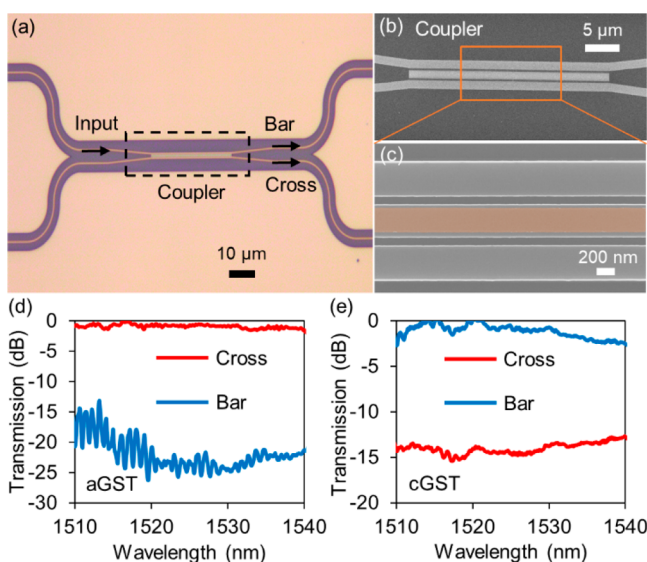 (a)
Input
Bar
Coupler
Cross
10 µm
(b)
Coupler
5 µm
(c)
200 nm
(d)
Transmission (dB)
0
-5
-10
-15
-20
-25
-30
Cross
Bar
aGST
1510
1520
1530
1540
Wavelength (nm)
(e)
Transmission (dB)
0
-5
-10
-15
-20
Cross
Bar
cGST
1510
1520
1530
1540
Wavelength (nm)